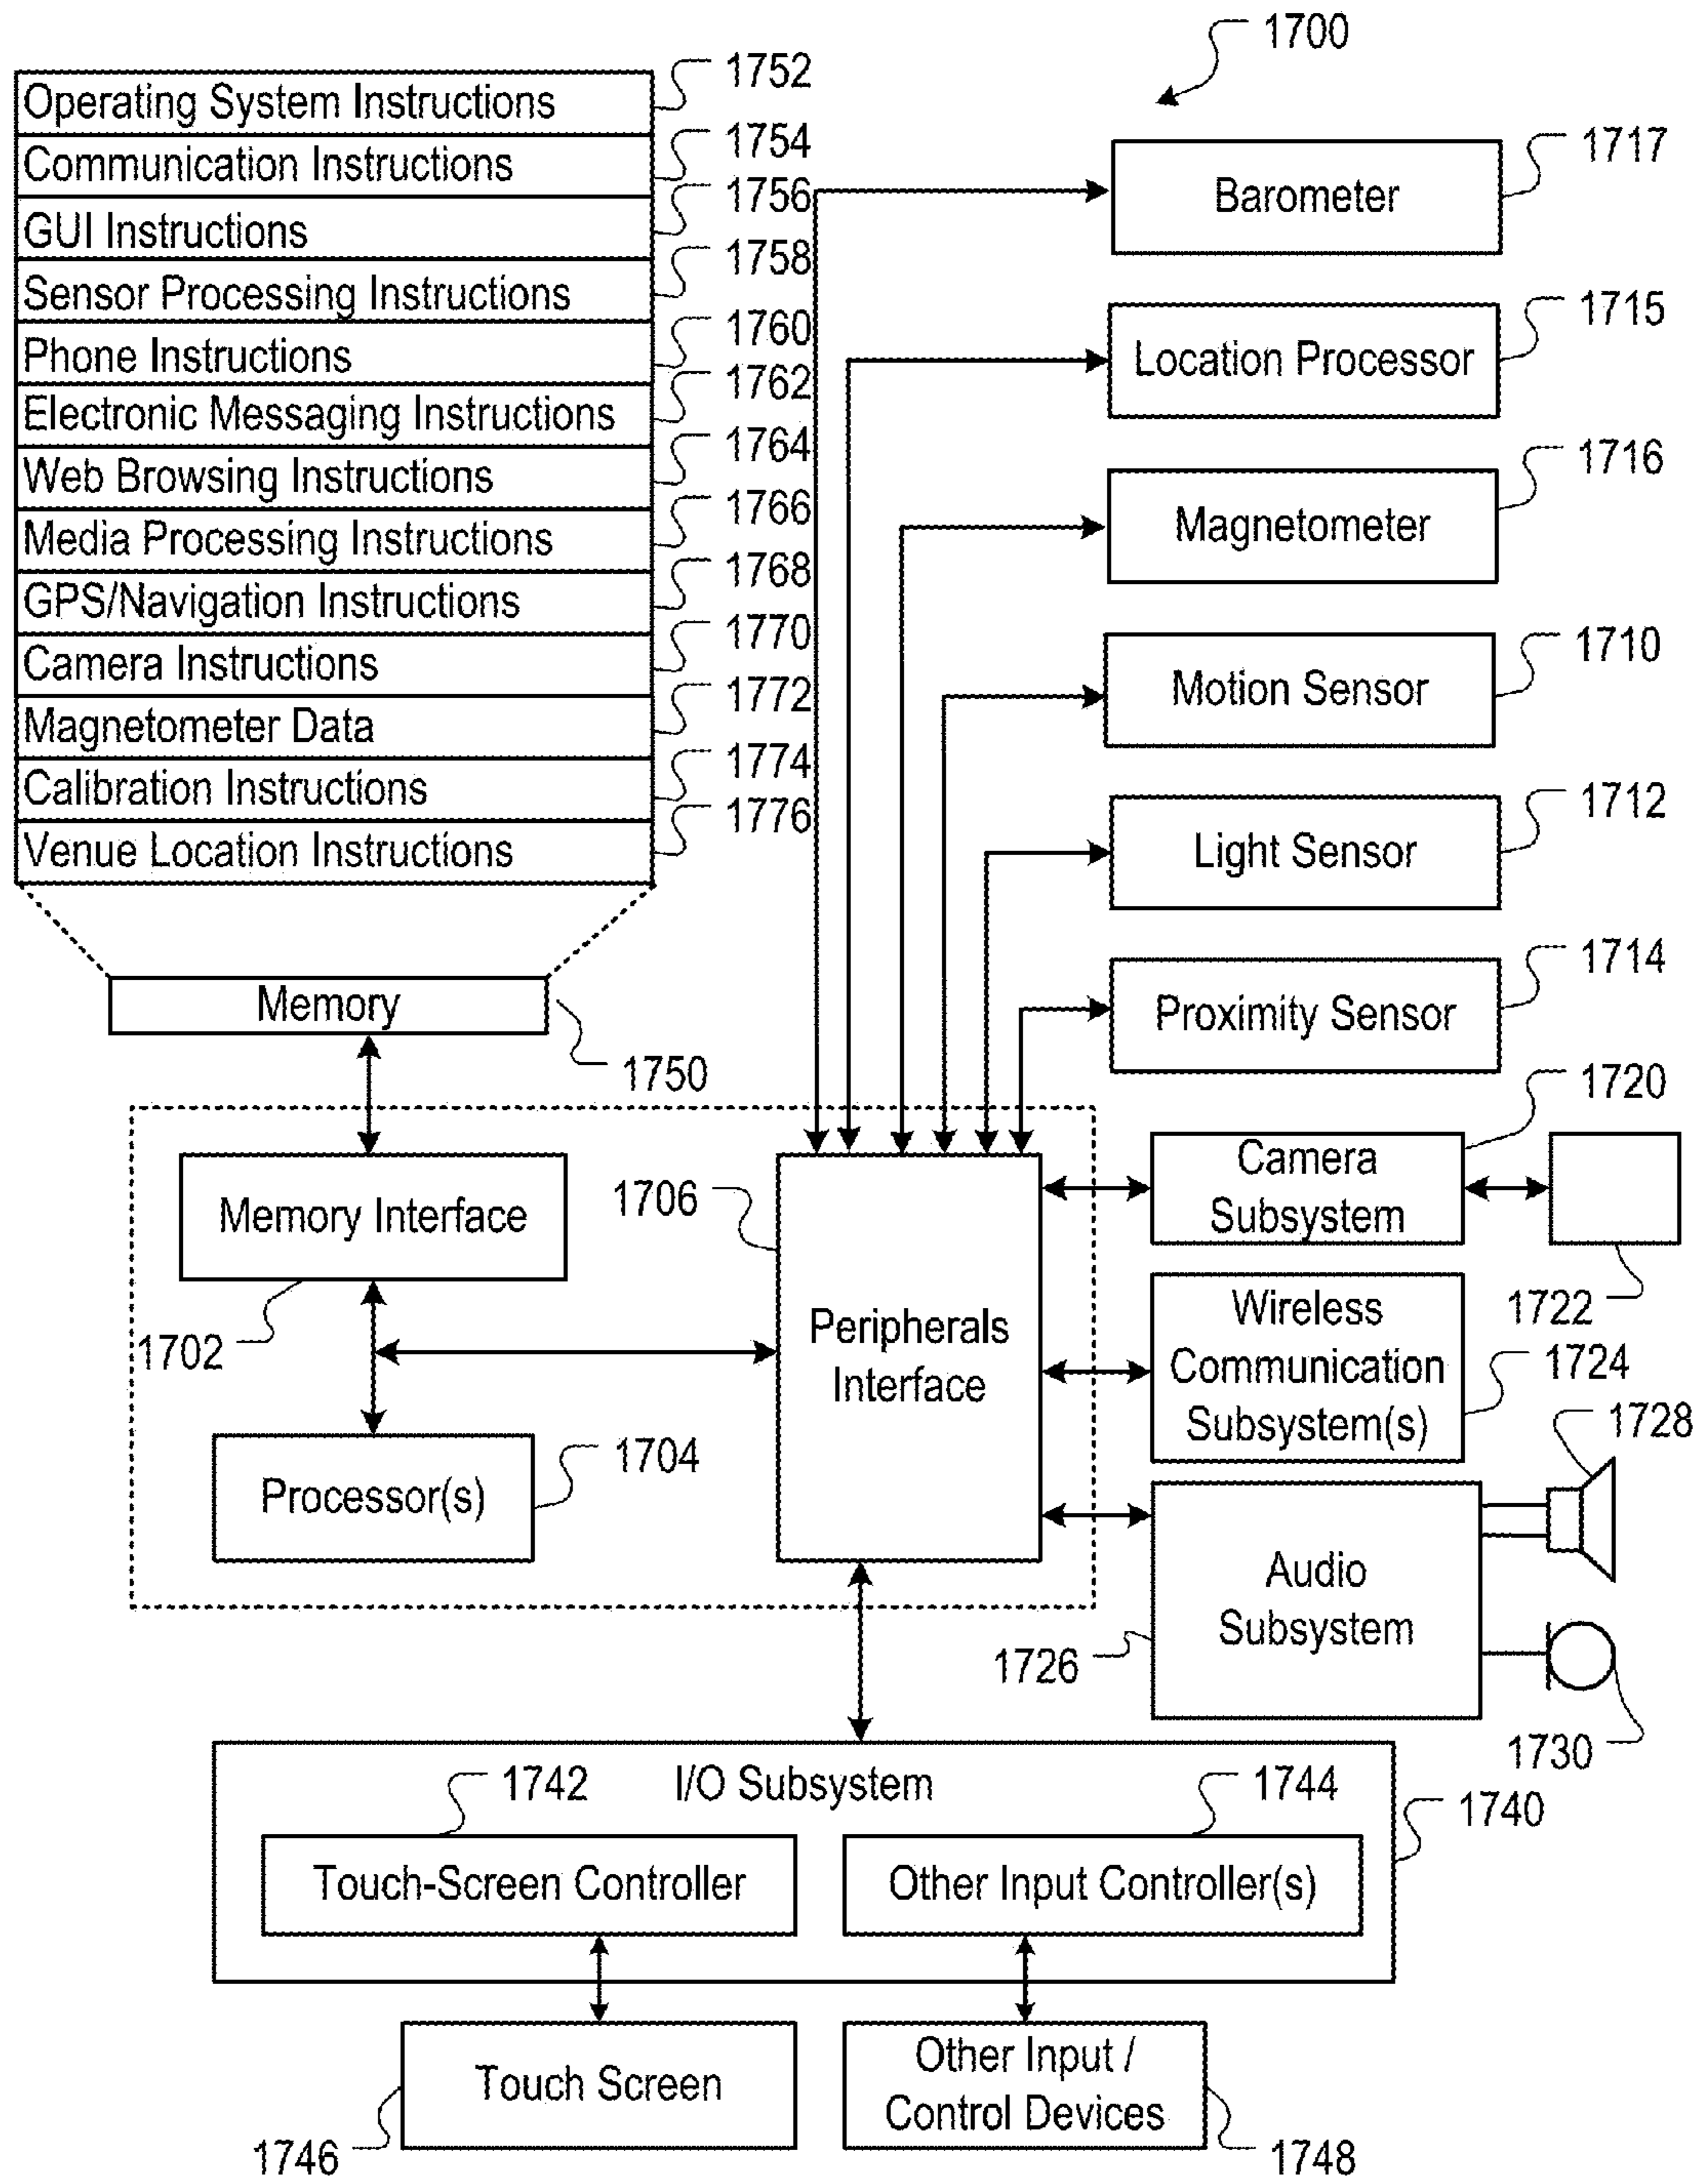 1700
Operating System Instructions
1752
Communication Instructions
1754
GUI Instructions
1756
Sensor Processing Instructions
1758
Phone Instructions
1760
Electronic Messaging Instructions
1762
Web Browsing Instructions
1764
Media Processing Instructions
1766
GPS/Navigation Instructions
1768
Camera Instructions
1770
Magnetometer Data
1772
Calibration Instructions
1774
Venue Location Instructions
1776
Memory
1750
Barometer
1717
Location Processor
1715
Magnetometer
1716
Motion Sensor
1710
Light Sensor
1712
Proximity Sensor
1714
Memory Interface
1702
Processor(s)
1704
1706
Peripherals
Interface
Camera
Subsystem
1720
1722
Wireless
Communication
Subsystem(s)
1724
Audio
Subsystem
1726
1728
1730
I/O Subsystem
1740
1742
Touch-Screen Controller
1744
Other Input Controller(s)
Touch Screen
1746
Other Input /
Control Devices
1748